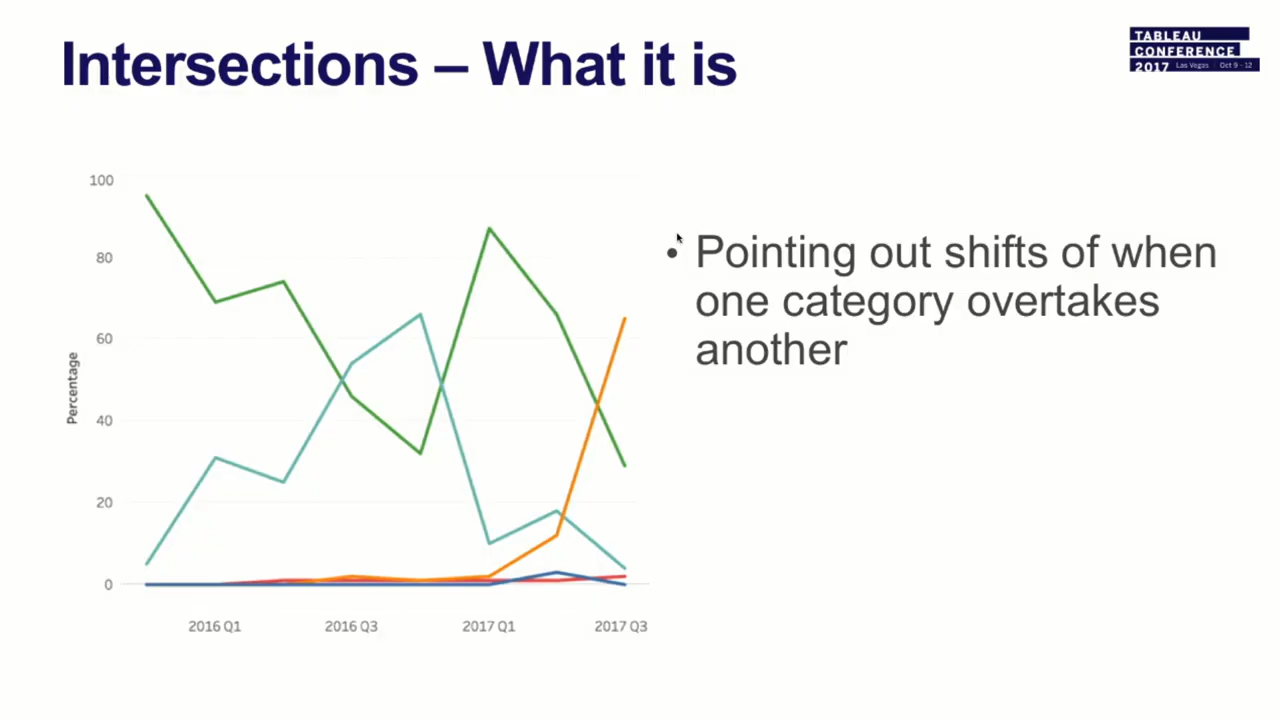 Intersections – What it is
TABLEAU
CONFERENCE
2017 Las Vegas | Oct 9 - 12
100
80
60
40
20
0
Percentage
2016 Q1
2016 Q3
2017 Q1
2017 Q3
• Pointing out shifts of when
one category overtakes
another